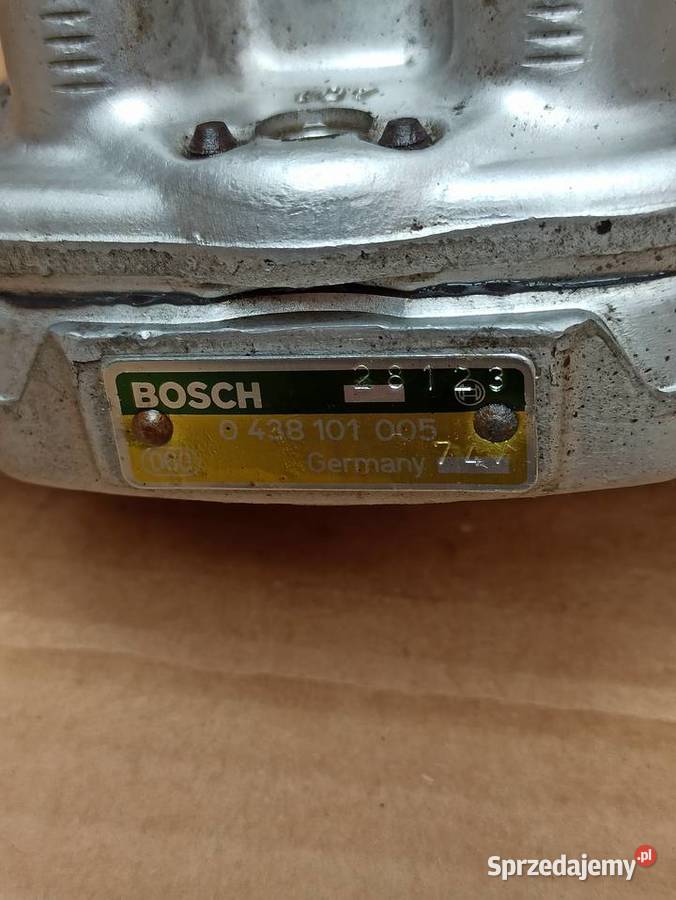 28123
BOSCH
0 438 101 005
Germany
Sprzedajemy.pl